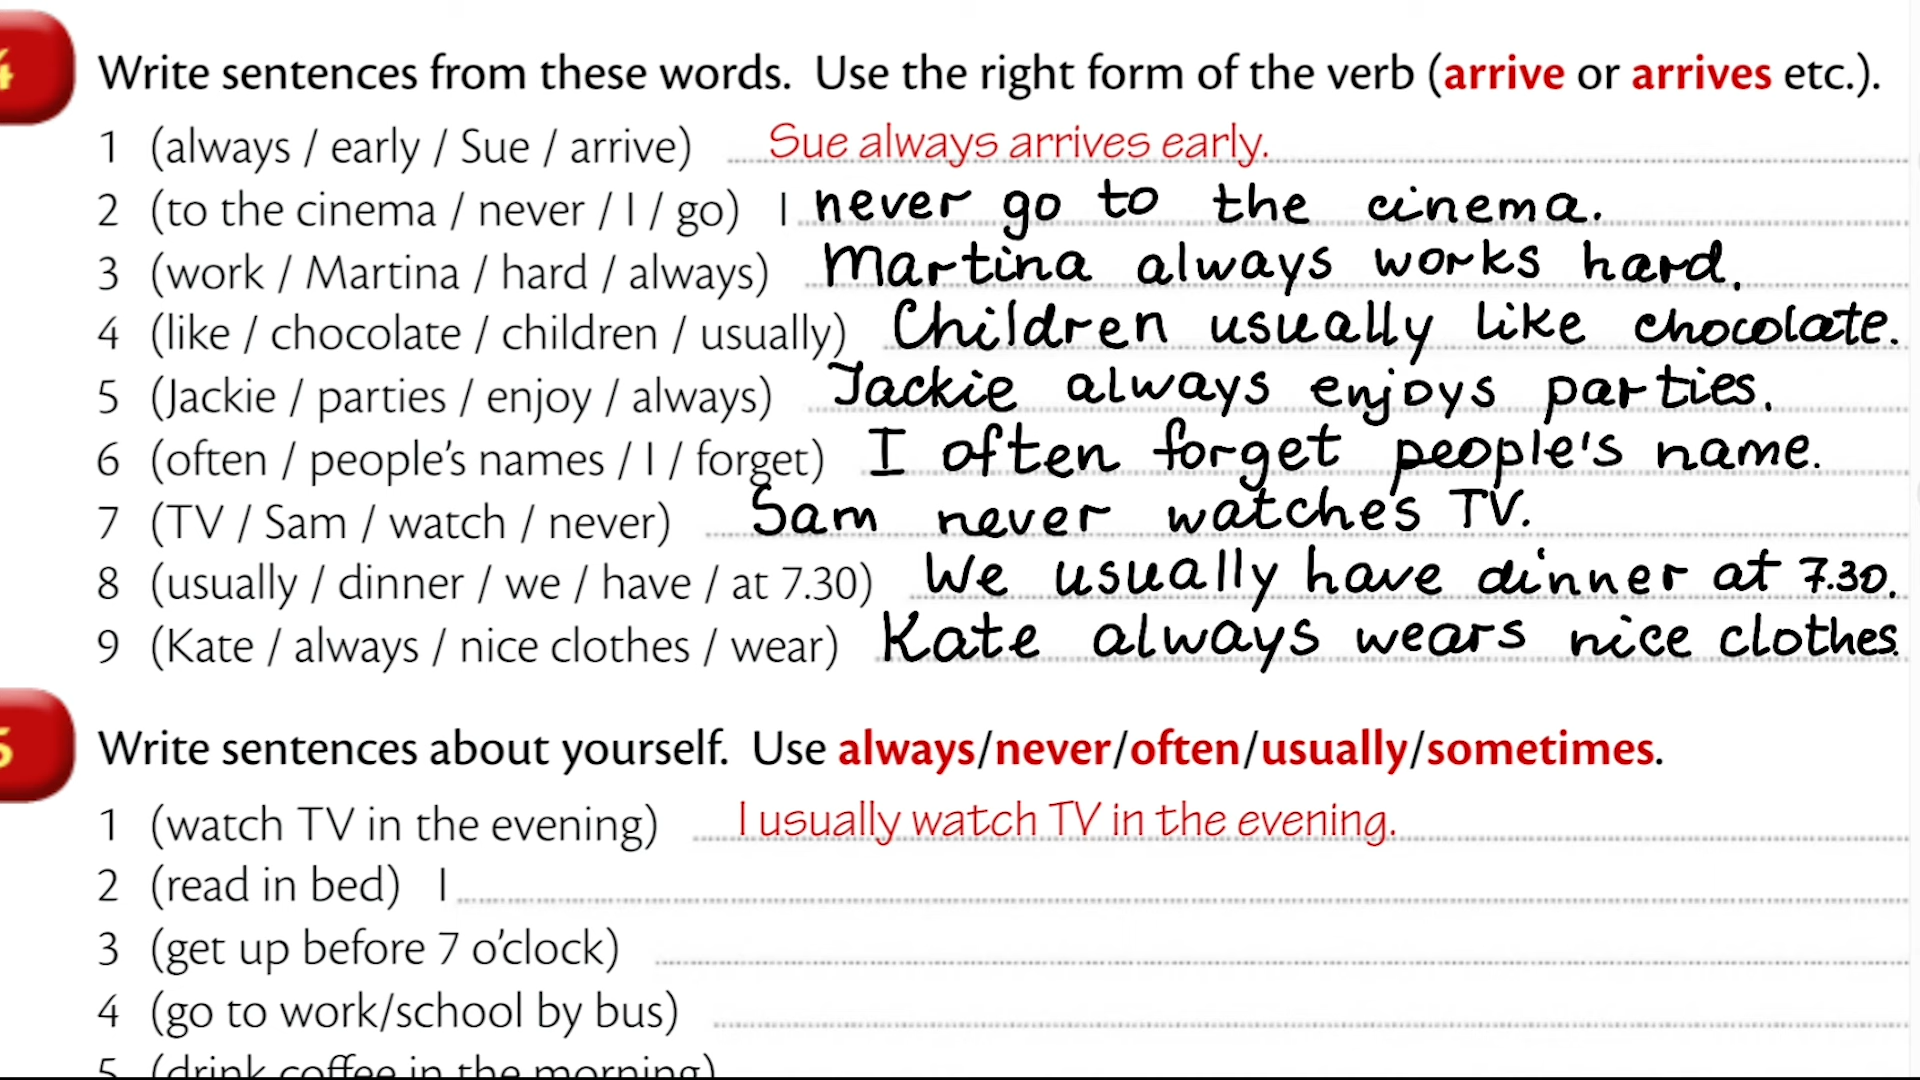 4 Write sentences from these words. Use the right form of the verb (arrive or arrives etc.).
1 (always / early / Sue / arrive) Sue always arrives early.
2 (to the cinema / never / I / go) I never go to the cinema.
3 (work / Martina / hard / always) Martina always works hard.
4 (like / chocolate / children / usually) Children usually like chocolate.
5 (Jackie / parties / enjoy / always) Jackie always enjoys parties.
6 (often / people's names / I / forget) I often forget people's name.
7 (TV / Sam / watch / never) Sam never watches TV.
8 (usually / dinner / we / have / at 7.30) We usually have dinner at 7.30.
9 (Kate / always / nice clothes / wear) Kate always wears nice clothes.
5 Write sentences about yourself. Use always/never/often/usually/sometimes.
1 (watch TV in the evening) I usually watch TV in the evening.
2 (read in bed) I
3 (get up before 7 o'clock)
4 (go to work/school by bus)
5 (drink coffee in the morning)